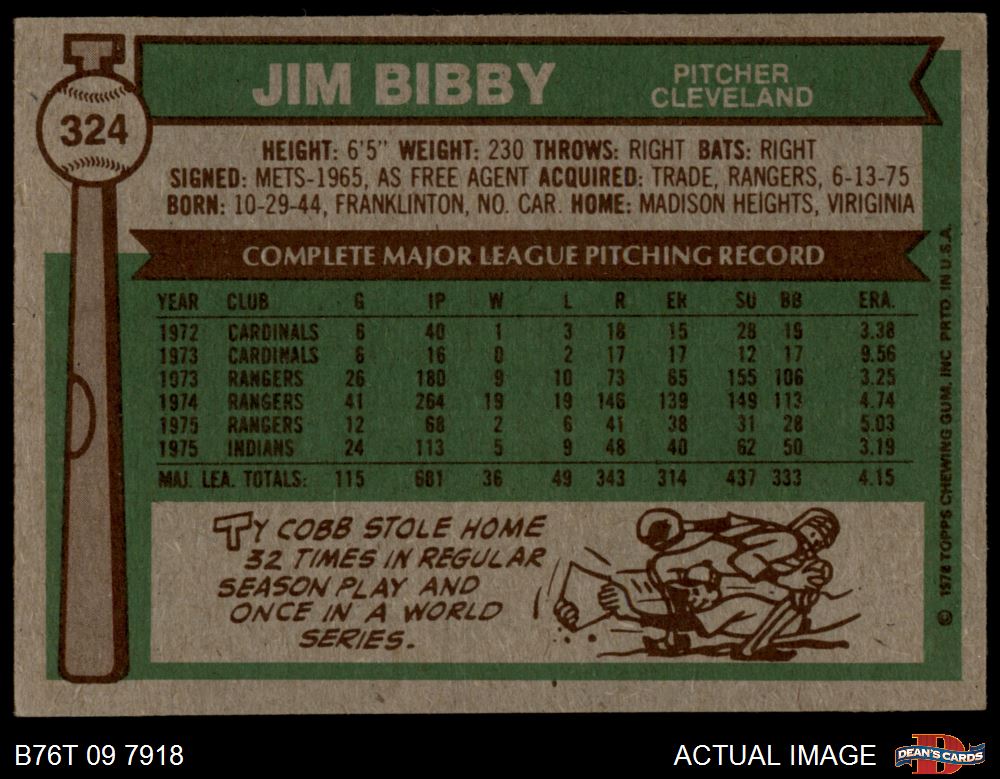 324
JIM BIBBY
PITCHER
CLEVELAND
HEIGHT: 6'5" WEIGHT: 230 THROWS: RIGHT BATS: RIGHT
SIGNED: METS-1965, AS FREE AGENT ACQUIRED: TRADE, RANGERS, 6-13-75
BORN: 10-29-44, FRANKLINTON, NO. CAR. HOME: MADISON HEIGHTS, VIRIGINIA
COMPLETE MAJOR LEAGUE PITCHING RECORD
YEAR CLUB G IP W L R ER SO BB ERA.
1972 CARDINALS 6 40 1 3 18 15 28 19 3.38
1973 CARDINALS 6 16 0 2 17 17 12 17 9.56
1973 RANGERS 26 180 9 10 73 65 155 106 3.25
1974 RANGERS 41 264 19 19 146 139 149 113 4.74
1975 RANGERS 12 68 2 6 41 38 31 28 5.03
1975 INDIANS 24 113 5 9 48 40 62 50 3.19
MAJ. LEA. TOTALS: 115 681 36 49 343 314 437 333 4.15
TY COBB STOLE HOME
32 TIMES IN REGULAR
SEASON PLAY AND
ONCE IN A WORLD
SERIES.
© 1976 TOPPS CHEWING GUM, INC PRTD. IN U.S.A.
B76T 09 7918
ACTUAL IMAGE
DEAN'S CARDS